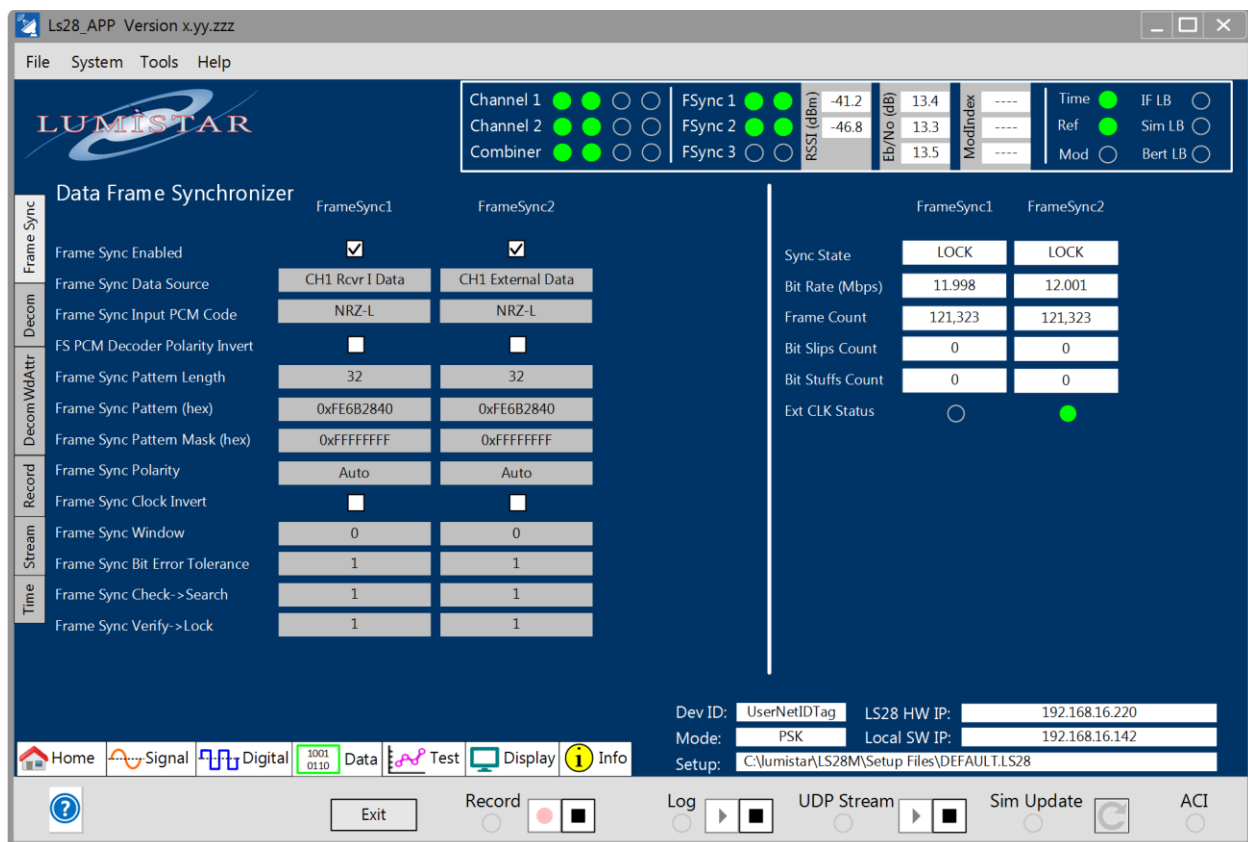 Ls28_APP Version x.yy.zzz
File System Tools Help
LUMISTAR
Channel 1
Channel 2
Combiner
FSync 1
FSync 2
FSync 3
RSSI (dBm)
-41.2
-46.8
Eb/No (dB)
13.4
13.3
13.5
ModIndex
----
----
----
Time
Ref
Mod
IF LB
Sim LB
Bert LB
Frame Sync
Decom
Decom WdAttr
Record
Stream
Time
Data Frame Synchronizer
FrameSync1 FrameSync2
Frame Sync Enabled
Frame Sync Data Source CH1 Rcvr I Data CH1 External Data
Frame Sync Input PCM Code NRZ-L NRZ-L
FS PCM Decoder Polarity Invert
Frame Sync Pattern Length 32 32
Frame Sync Pattern (hex) 0xFE6B2840 0xFE6B2840
Frame Sync Pattern Mask (hex) 0xFFFFFFFF 0xFFFFFFFF
Frame Sync Polarity Auto Auto
Frame Sync Clock Invert
Frame Sync Window 0 0
Frame Sync Bit Error Tolerance 1 1
Frame Sync Check->Search 1 1
Frame Sync Verify->Lock 1 1
FrameSync1 FrameSync2
Sync State LOCK LOCK
Bit Rate (Mbps) 11.998 12.001
Frame Count 121,323 121,323
Bit Slips Count 0 0
Bit Stuffs Count 0 0
Ext CLK Status
Dev ID: UserNetIDTag LS28 HW IP: 192.168.16.220
Mode: PSK Local SW IP: 192.168.16.142
Setup: C:\lumistar\LS28M\Setup Files\DEFAULT.LS28
Home Signal Digital 1001 0110 Data Test Display i Info
? Exit Record Log UDP Stream Sim Update ACI